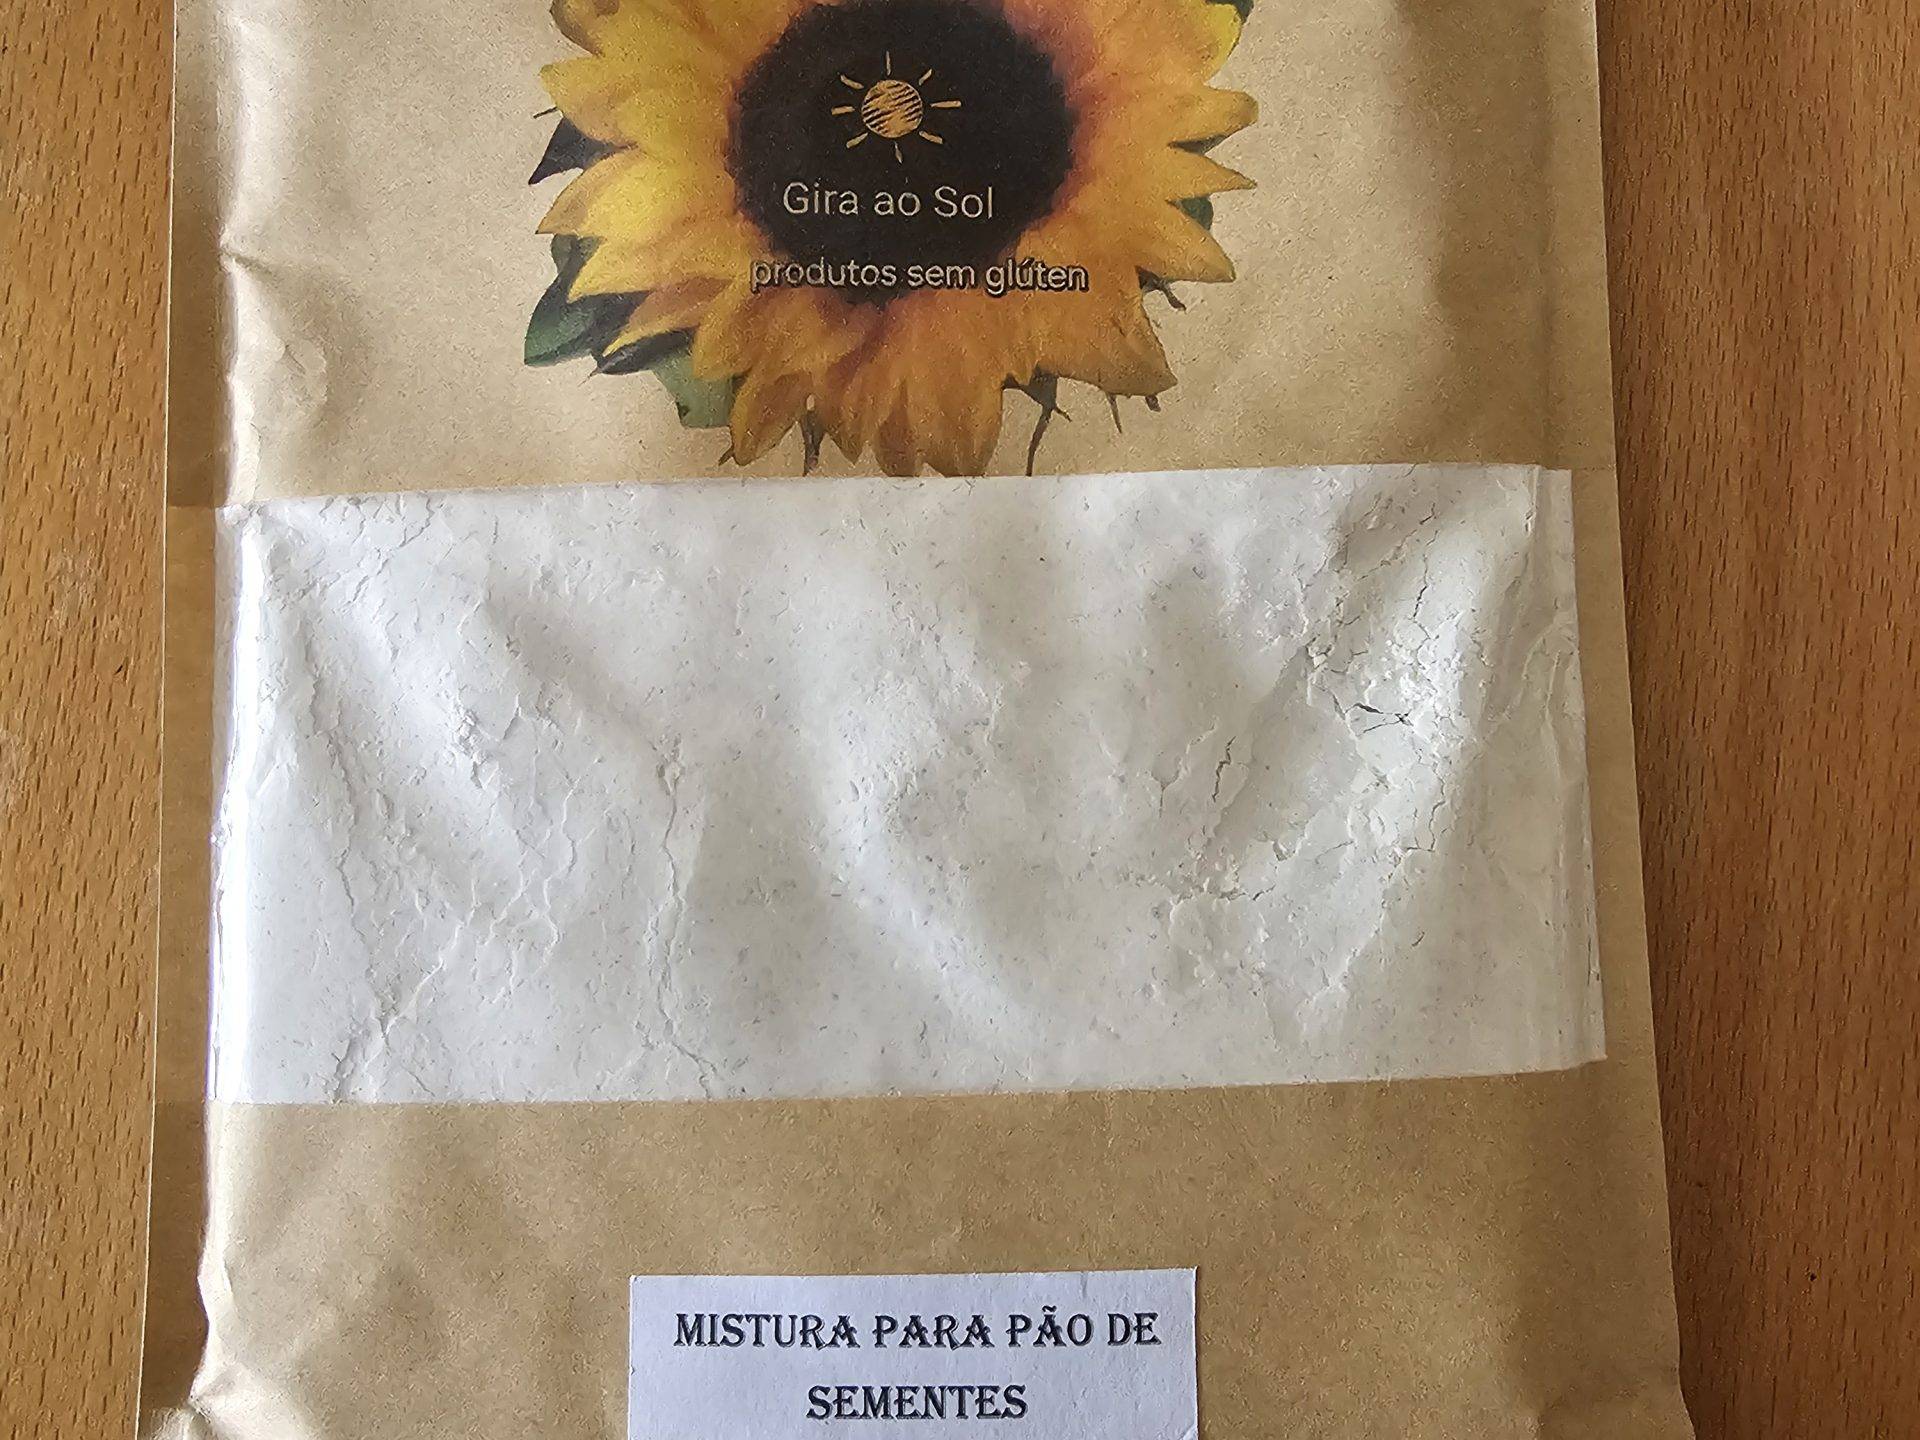 Gira ao Sol
produtos sem glúten
MISTURA PARA PÃO DE
SEMENTES